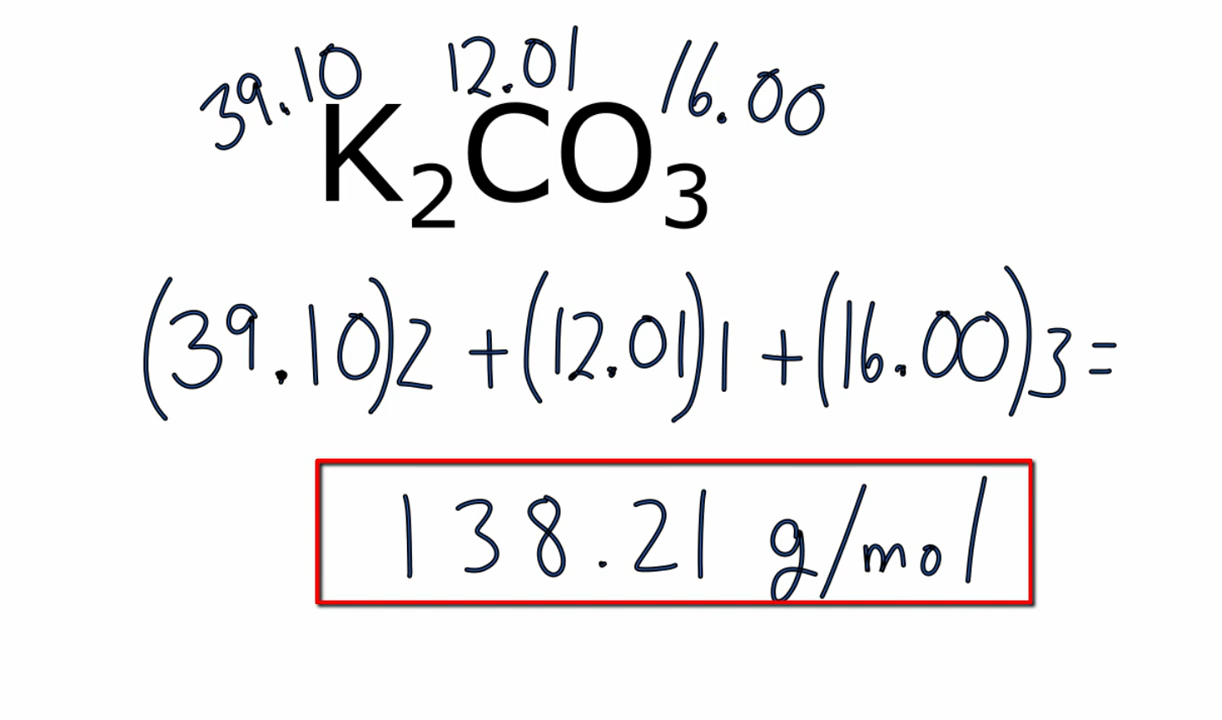 39.10 12.01 16.00
K₂CO₃
(39.10)2 + (12.01)1 + (16.00)3 =
138.21 g/mol